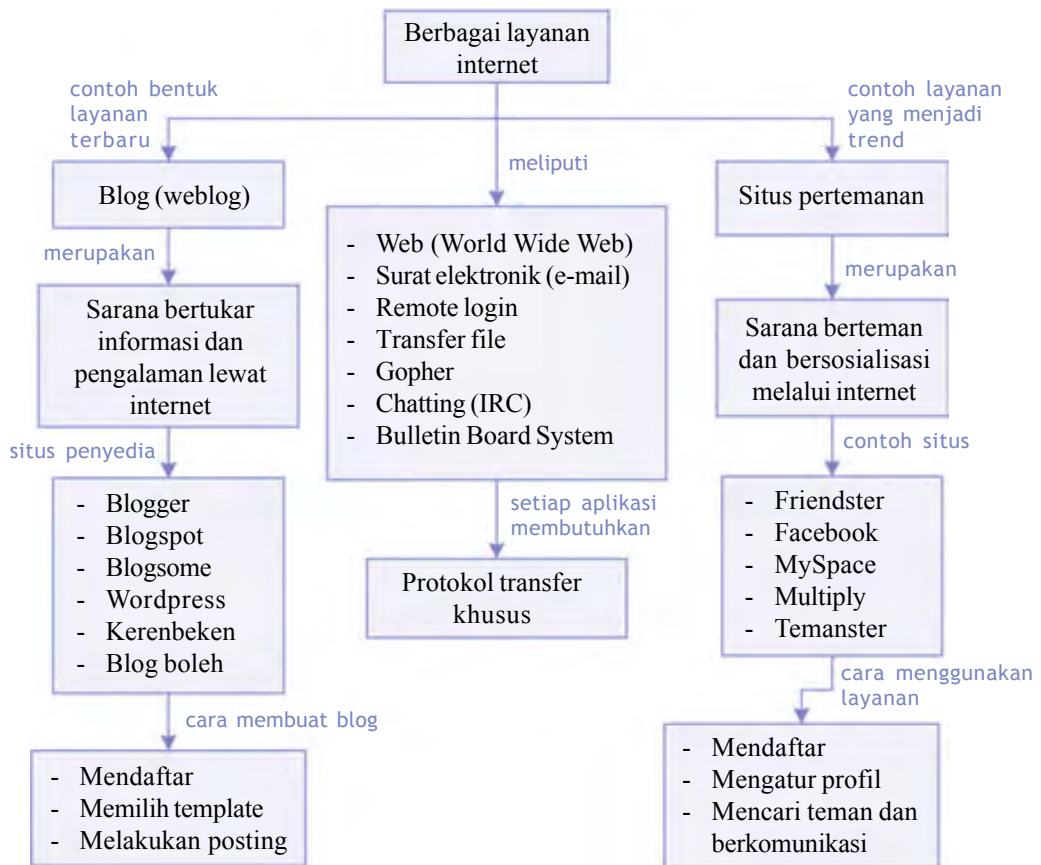 Berbagai layanan
internet
contoh bentuk
layanan
terbaru
Blog (weblog)
merupakan
Sarana bertukar
informasi dan
pengalaman lewat
internet
situs penyedia
- Blogger
- Blogspot
- Blogsome
- Wordpress
- Kerenbeken
- Blog boleh
cara membuat blog
- Mendaftar
- Memilih template
- Melakukan posting
meliputi
- Web (World Wide Web)
- Surat elektronik (e-mail)
- Remote login
- Transfer file
- Gopher
- Chatting (IRC)
- Bulletin Board System
setiap aplikasi
membutuhkan
Protokol transfer
khusus
contoh layanan
yang menjadi
trend
Situs pertemanan
merupakan
Sarana berteman
dan bersosialisasi
melalui internet
contoh situs
- Friendster
- Facebook
- MySpace
- Multiply
- Temanster
cara menggunakan
layanan
- Mendaftar
- Mengatur profil
- Mencari teman dan
berkomunikasi